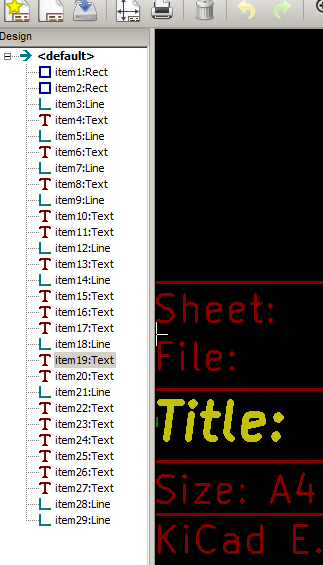 Design
<default>
item1:Rect
item2:Rect
item3:Line
item4:Text
item5:Line
item6:Text
item7:Line
item8:Text
item9:Line
item10:Text
item11:Text
item12:Line
item13:Text
item14:Line
item15:Text
item16:Text
item17:Text
item18:Line
item19:Text
item20:Text
item21:Line
item22:Text
item23:Text
item24:Text
item25:Text
item26:Text
item27:Text
item28:Line
item29:Line
Sheet:
File:
Title:
Size: A4
KiCad E.